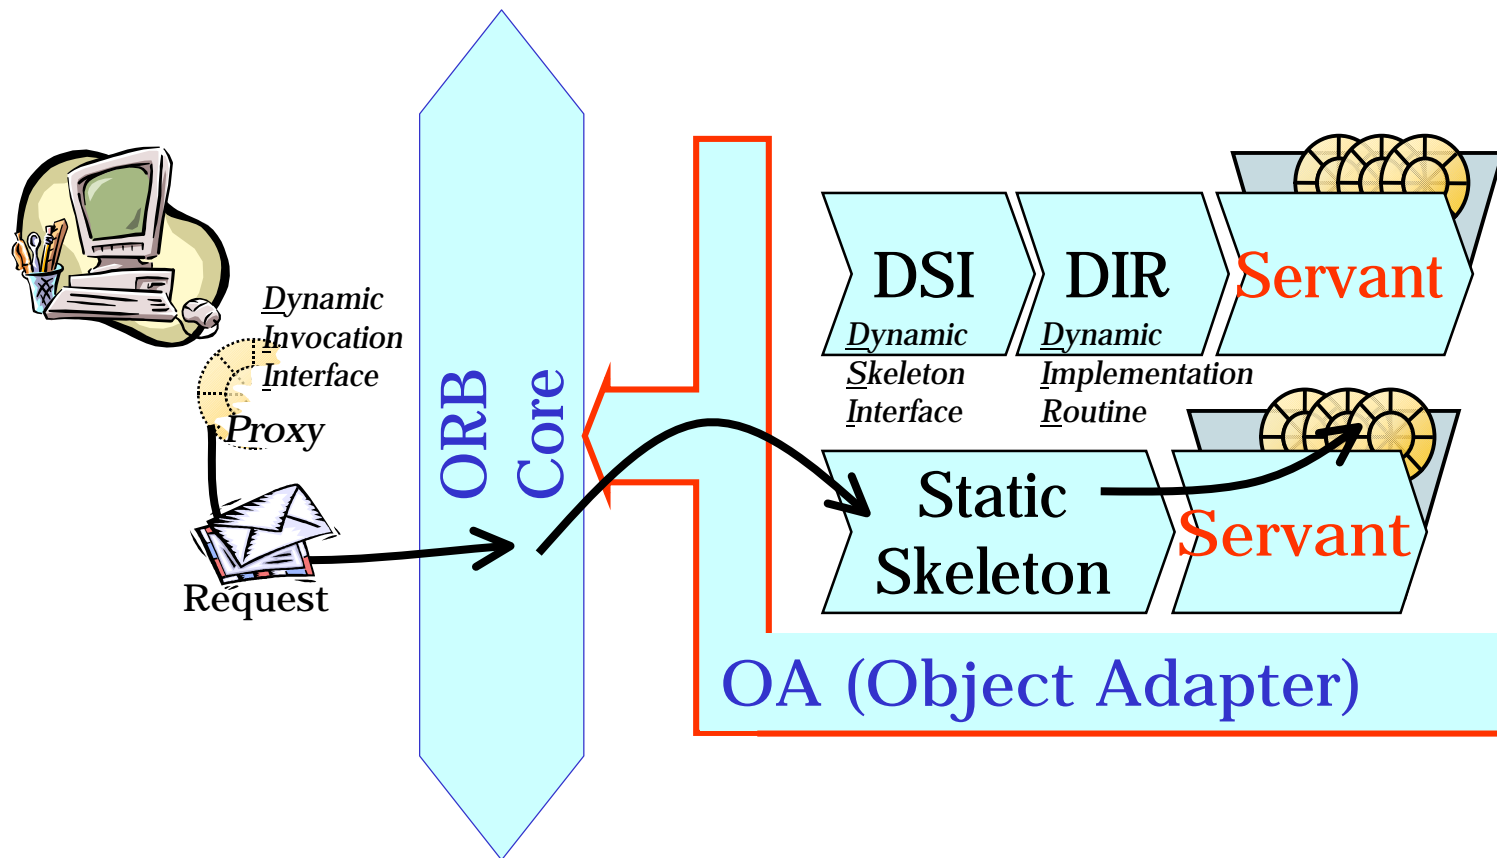 Dynamic
Invocation
Interface
Proxy
Request
ORB
Core
DSI
Dynamic
Skeleton
Interface
DIR
Dynamic
Implementation
Routine
Servant
Static
Skeleton
Servant
OA (Object Adapter)